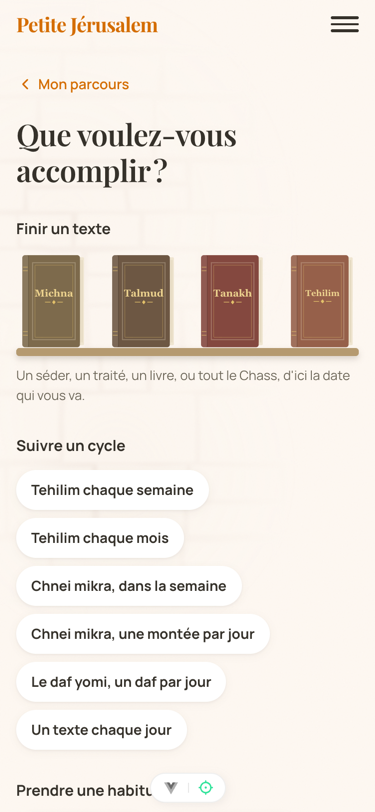 Petite Jérusalem
Mon parcours
Que voulez-vous
accomplir ?
Finir un texte
Michna
Talmud
Tanakh
Tehilim
Un séder, un traité, un livre, ou tout le Chass, d'ici la date
qui vous va.
Suivre un cycle
Tehilim chaque semaine
Tehilim chaque mois
Chnei mikra, dans la semaine
Chnei mikra, une montée par jour
Le daf yomi, un daf par jour
Un texte chaque jour
Prendre une habitu